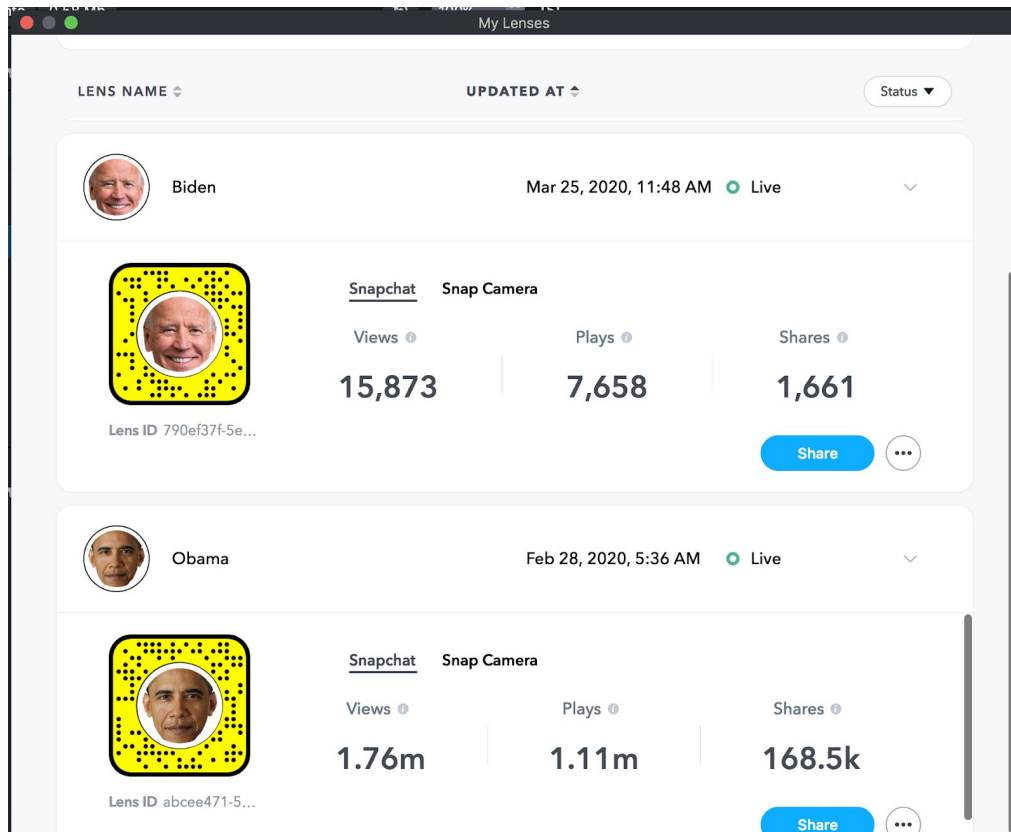 My Lenses
LENS NAME UPDATED AT Status
Biden Mar 25, 2020, 11:48 AM Live
Snapchat Snap Camera
Views Plays Shares
15,873 7,658 1,661
Lens ID 790ef37f-5e...
Share
Obama Feb 28, 2020, 5:36 AM Live
Snapchat Snap Camera
Views Plays Shares
1.76m 1.11m 168.5k
Lens ID abcee471-5...
Share